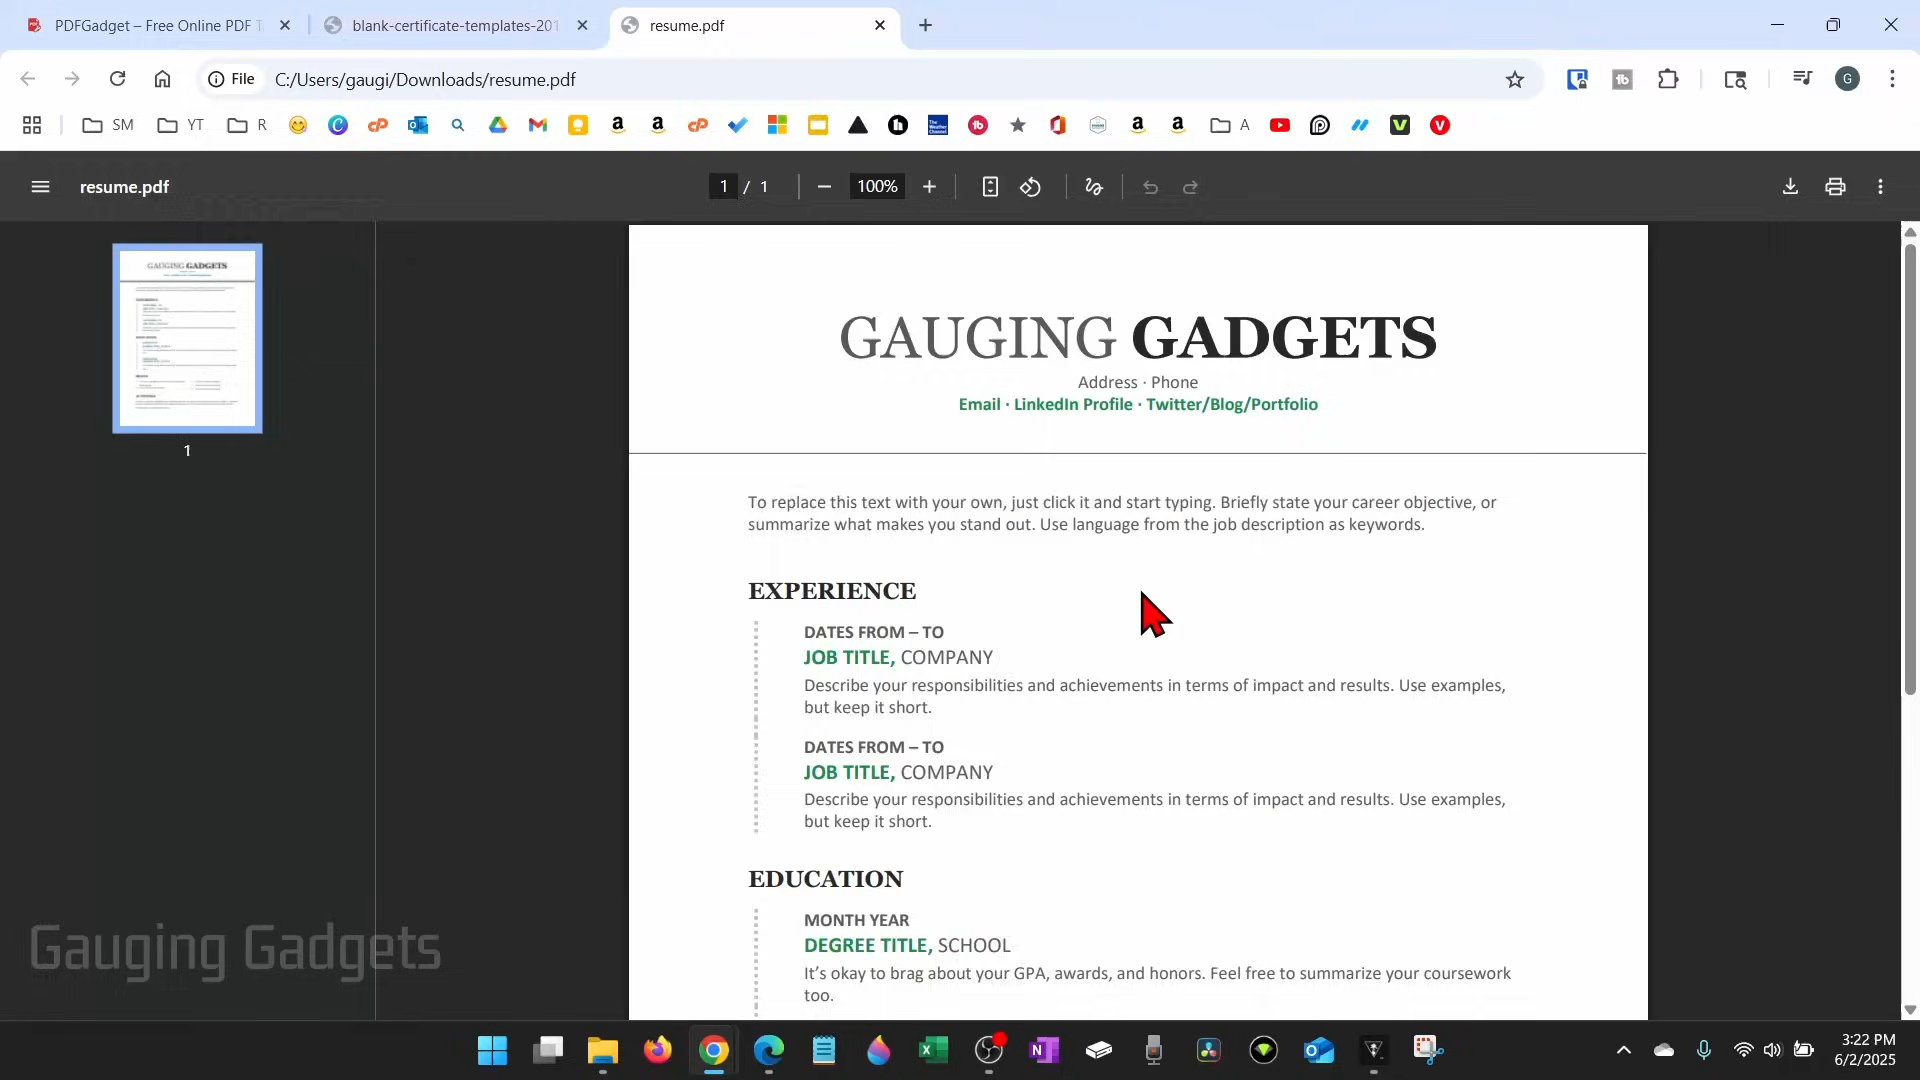 PDFGadget – Free Online PDF T
blank-certificate-templates-201
resume.pdf
File
C:/Users/gaugi/Downloads/resume.pdf
G
SM
YT
R
A
resume.pdf
1 / 1
100%
GAUGING GADGETS
1
GAUGING GADGETS
Address · Phone
Email · LinkedIn Profile · Twitter/Blog/Portfolio
To replace this text with your own, just click it and start typing. Briefly state your career objective, or
summarize what makes you stand out. Use language from the job description as keywords.
EXPERIENCE
DATES FROM – TO
JOB TITLE, COMPANY
Describe your responsibilities and achievements in terms of impact and results. Use examples,
but keep it short.
DATES FROM – TO
JOB TITLE, COMPANY
Describe your responsibilities and achievements in terms of impact and results. Use examples,
but keep it short.
EDUCATION
MONTH YEAR
DEGREE TITLE, SCHOOL
It’s okay to brag about your GPA, awards, and honors. Feel free to summarize your coursework
too.
Gauging Gadgets
3:22 PM
6/2/2025